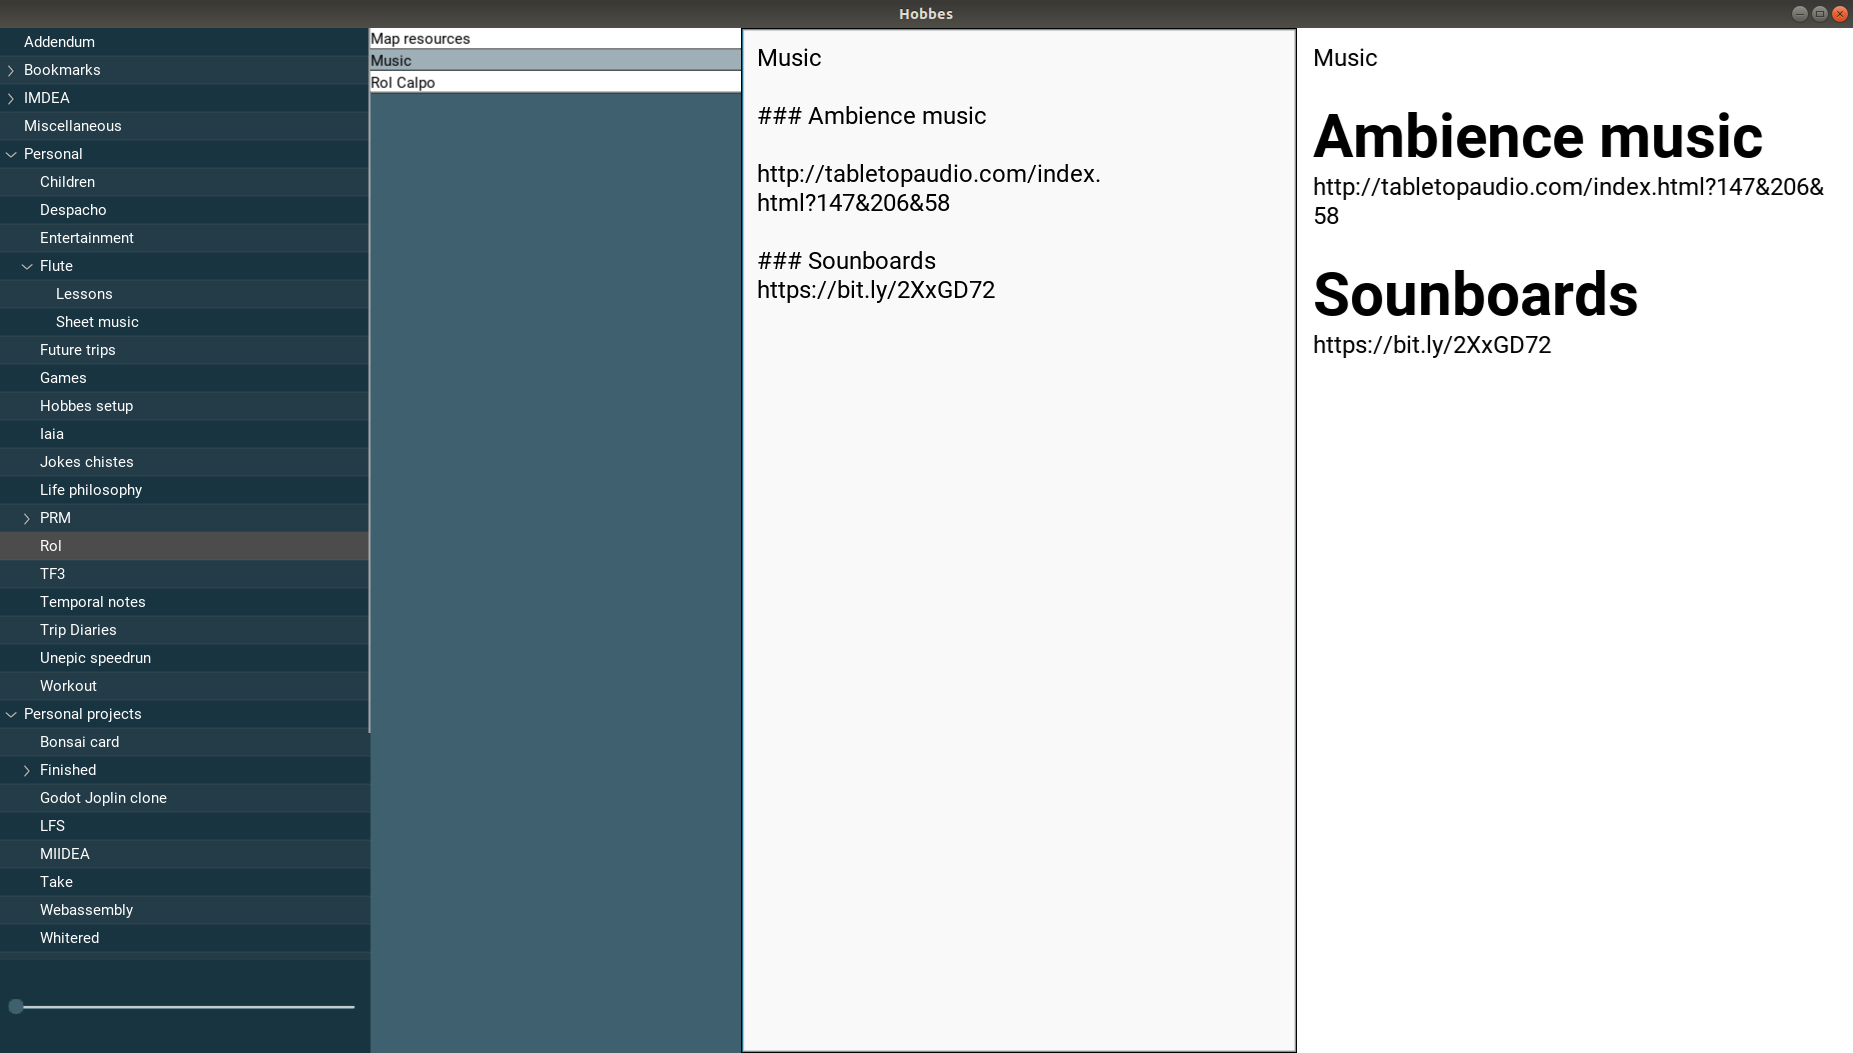 Hobbes
Addendum
Bookmarks
IMDEA
Miscellaneous
Personal
Children
Despacho
Entertainment
Flute
Lessons
Sheet music
Future trips
Games
Hobbes setup
Iaia
Jokes chistes
Life philosophy
PRM
Rol
TF3
Temporal notes
Trip Diaries
Unepic speedrun
Workout
Personal projects
Bonsai card
Finished
Godot Joplin clone
LFS
MIIDEA
Take
Webassembly
Whitered
Map resources
Music
Rol Calpo
Music
### Ambience music
http://tabletopaudio.com/index.
html?147&206&58
### Sounboards
https://bit.ly/2XxGD72
Music
Ambience music
http://tabletopaudio.com/index.html?147&206&
58
Sounboards
https://bit.ly/2XxGD72